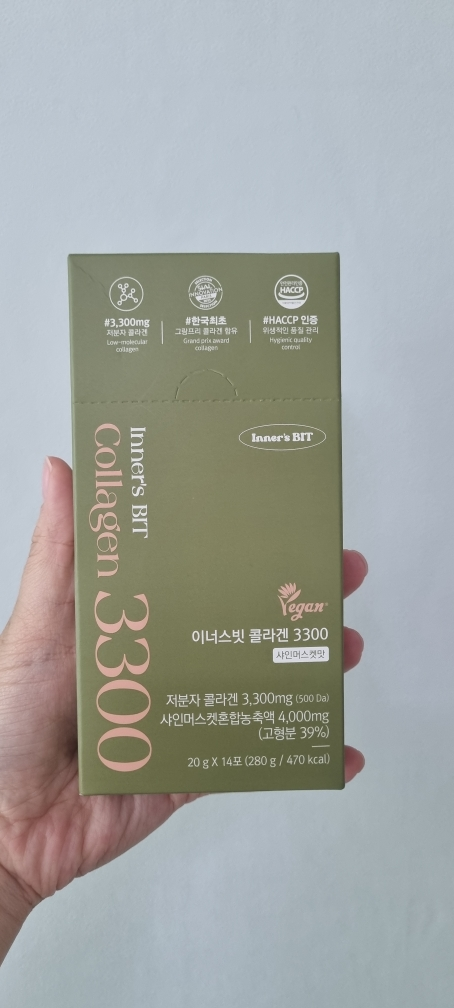 #3,300mg
저분자 콜라겐
Low-molecular
collagen
#한국최초
그랑프리 콜라겐 함유
Grand prix award
collagen
HACCP
#HACCP 인증
위생적인 품질 관리
Hygienic quality
control
Inner's BIT
Inner's BIT
Collagen 3300
Vegan
이너스빗 콜라겐 3300
샤인머스켓맛
저분자 콜라겐 3,300mg (500 Da)
샤인머스켓혼합농축액 4,000mg
(고형분 39%)
20 g X 14포 (280 g / 470 kcal)